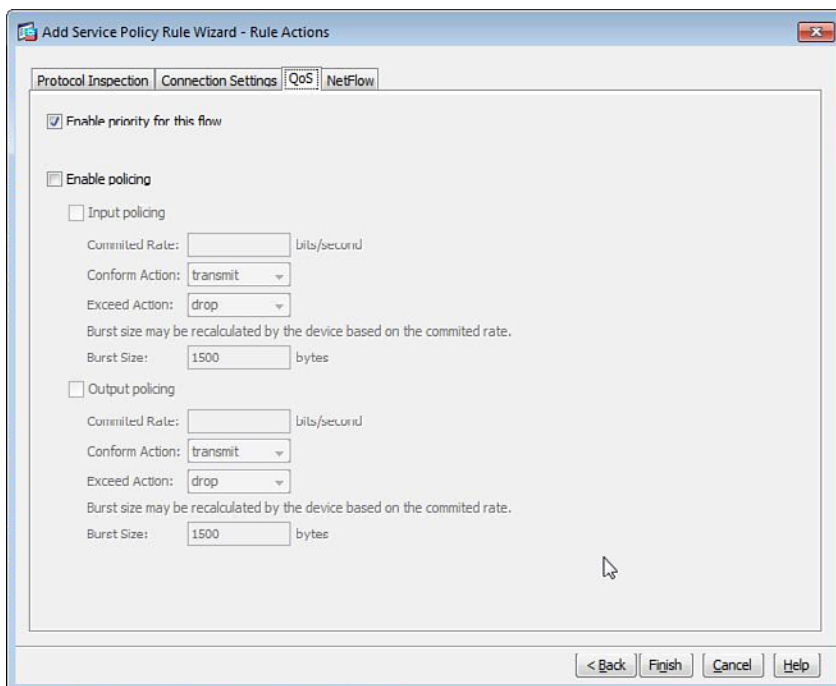 Add Service Policy Rule Wizard - Rule Actions
Protocol Inspection Connection Settings QoS NetFlow
Enable priority for this flow
Enable policing
Input policing
Commited Rate: bits/second
Conform Action: transmit
Exceed Action: drop
Burst size may be recalculated by the device based on the commited rate.
Burst Size: 1500 bytes
Output policing
Commited Rate: bits/second
Conform Action: transmit
Exceed Action: drop
Burst size may be recalculated by the device based on the commited rate.
Burst Size: 1500 bytes
< Back Finish Cancel Help